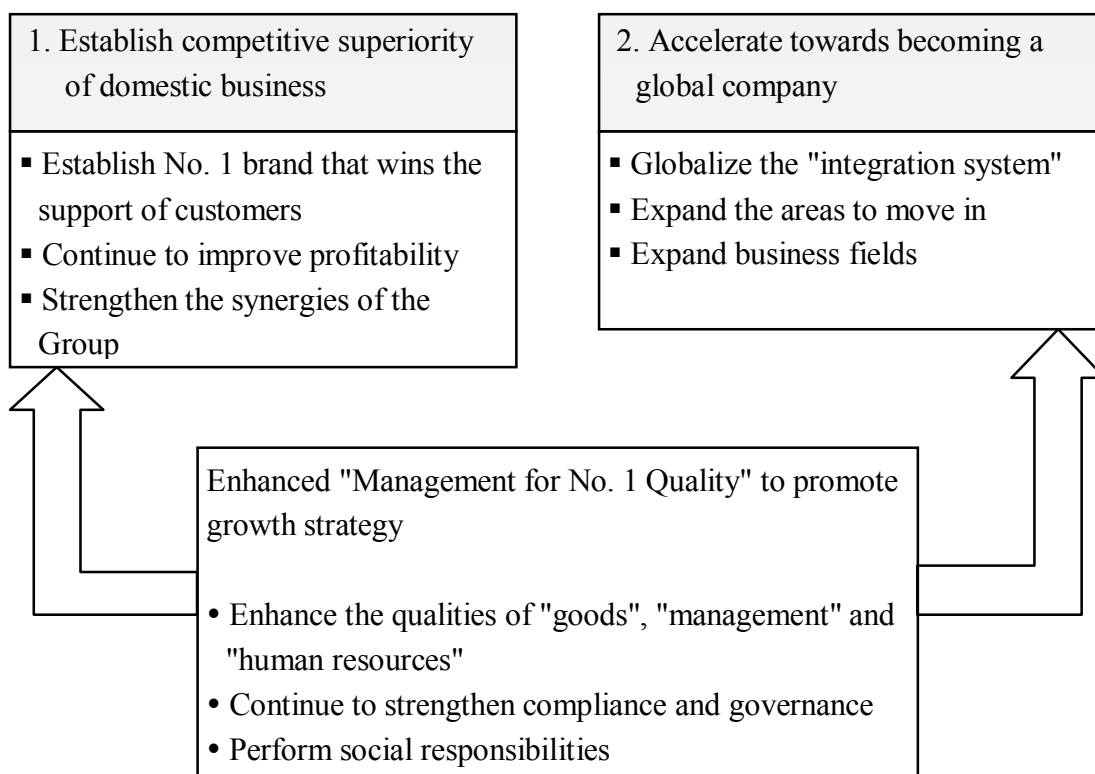 1. Establish competitive superiority
of domestic business
▪ Establish No. 1 brand that wins the
support of customers
▪ Continue to improve profitability
▪ Strengthen the synergies of the
Group
2. Accelerate towards becoming a
global company
▪ Globalize the "integration system"
▪ Expand the areas to move in
▪ Expand business fields
Enhanced "Management for No. 1 Quality" to promote
growth strategy
• Enhance the qualities of "goods", "management" and
"human resources"
• Continue to strengthen compliance and governance
• Perform social responsibilities